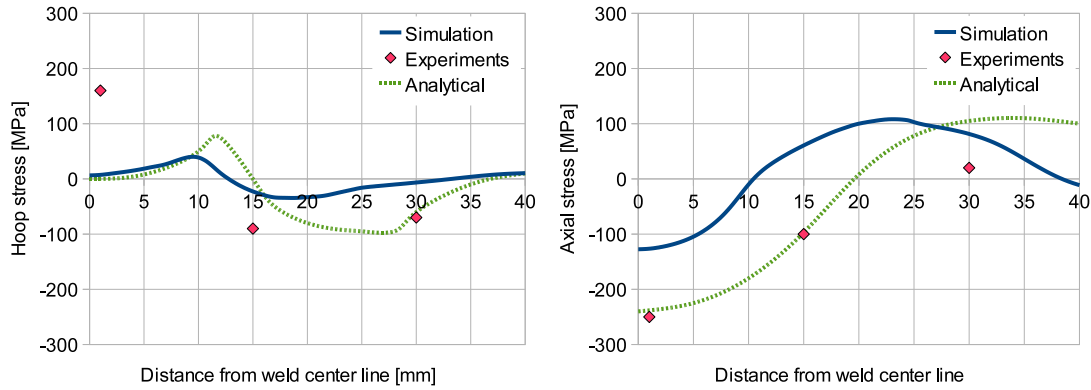 300
200
100
0
-100
-200
-300
0 5 10 15 20 25 30 35 40
Hoop stress [MPa]
Distance from weld center line [mm]
Simulation
Experiments
Analytical
300
200
100
0
-100
-200
-300
0 5 10 15 20 25 30 35 40
Axial stress [MPa]
Distance from weld center line
Simulation
Experiments
Analytical